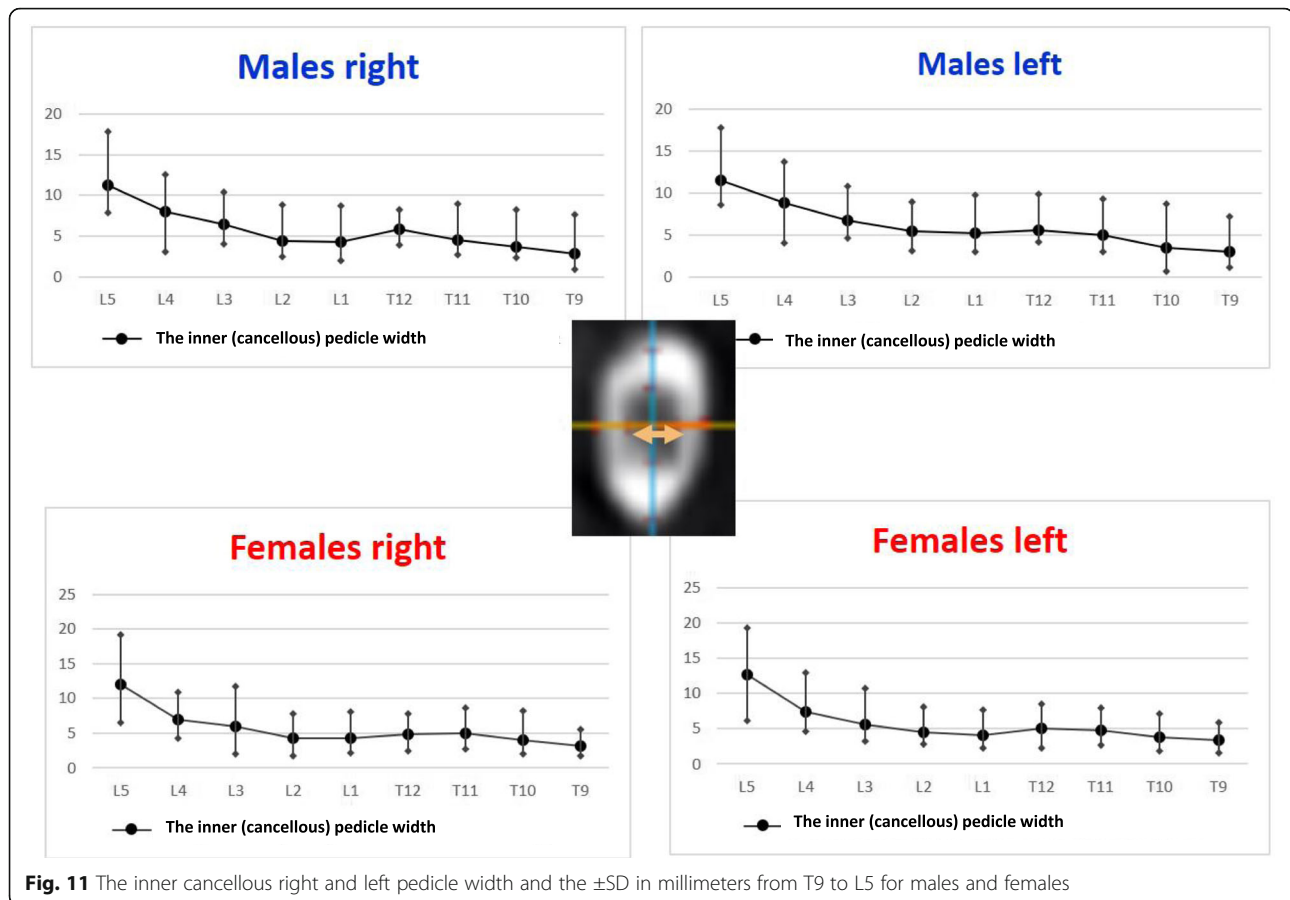 Males right
20
15
10
5
0
L5 L4 L3 L2 L1 T12 T11 T10 T9
The inner (cancellous) pedicle width
Males left
20
15
10
5
0
L5 L4 L3 L2 L1 T12 T11 T10 T9
The inner (cancellous) pedicle width
Females right
25
20
15
10
5
0
L5 L4 L3 L2 L1 T12 T11 T10 T9
The inner (cancellous) pedicle width
Females left
25
20
15
10
5
0
L5 L4 L3 L2 L1 T12 T11 T10 T9
The inner (cancellous) pedicle width
Fig. 11 The inner cancellous right and left pedicle width and the ±SD in millimeters from T9 to L5 for males and females